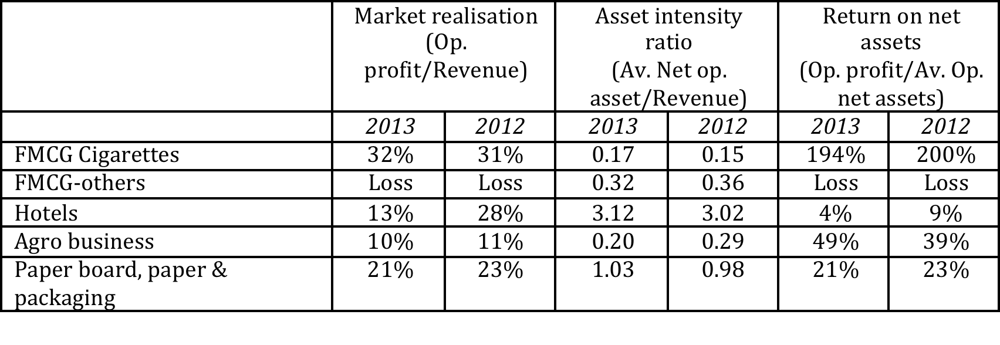 Market realisation
(Op.
profit/Revenue)
Asset intensity
ratio
(Av. Net op.
asset/Revenue)
Return on net
assets
(Op. profit/Av. Op.
net assets)
2013 2012 2013 2012 2013 2012
FMCG Cigarettes 32% 31% 0.17 0.15 194% 200%
FMCG-others Loss Loss 0.32 0.36 Loss Loss
Hotels 13% 28% 3.12 3.02 4% 9%
Agro business 10% 11% 0.20 0.29 49% 39%
Paper board, paper & 21% 23% 1.03 0.98 21% 23%
packaging